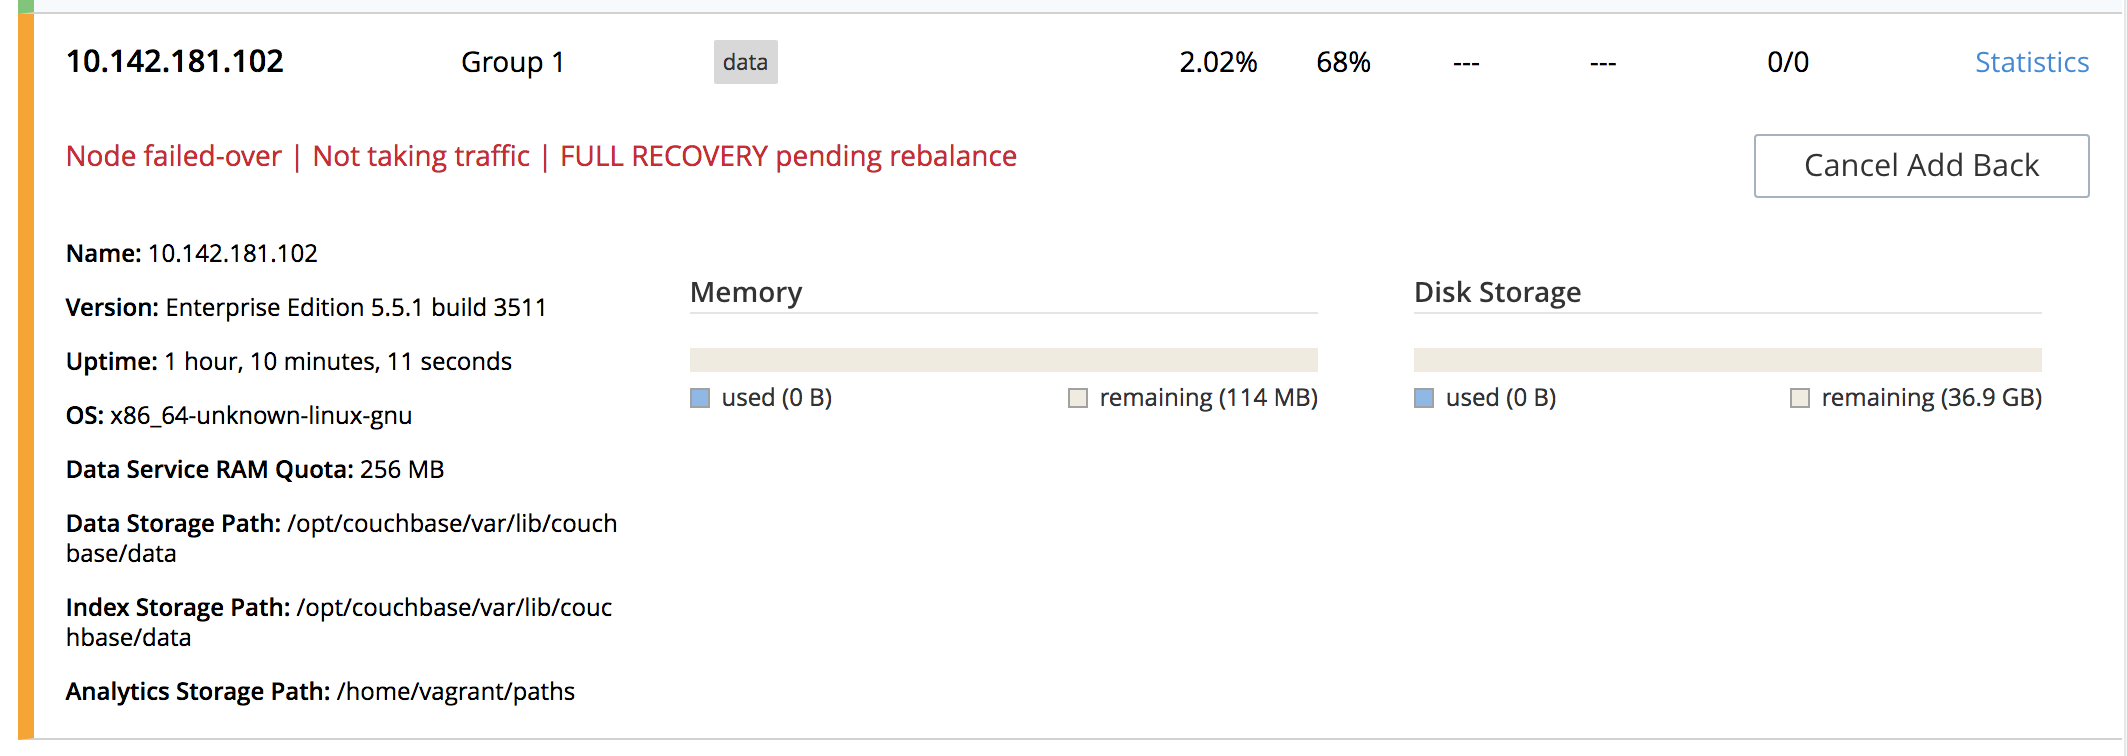 10.142.181.102 Group 1 data 2.02% 68% --- --- 0/0 Statistics
Node failed-over | Not taking traffic | FULL RECOVERY pending rebalance
Cancel Add Back
Name: 10.142.181.102
Version: Enterprise Edition 5.5.1 build 3511
Uptime: 1 hour, 10 minutes, 11 seconds
OS: x86_64-unknown-linux-gnu
Data Service RAM Quota: 256 MB
Data Storage Path: /opt/couchbase/var/lib/couch
base/data
Index Storage Path: /opt/couchbase/var/lib/couc
hbase/data
Analytics Storage Path: /home/vagrant/paths
Memory
used (0 B) remaining (114 MB)
Disk Storage
used (0 B) remaining (36.9 GB)